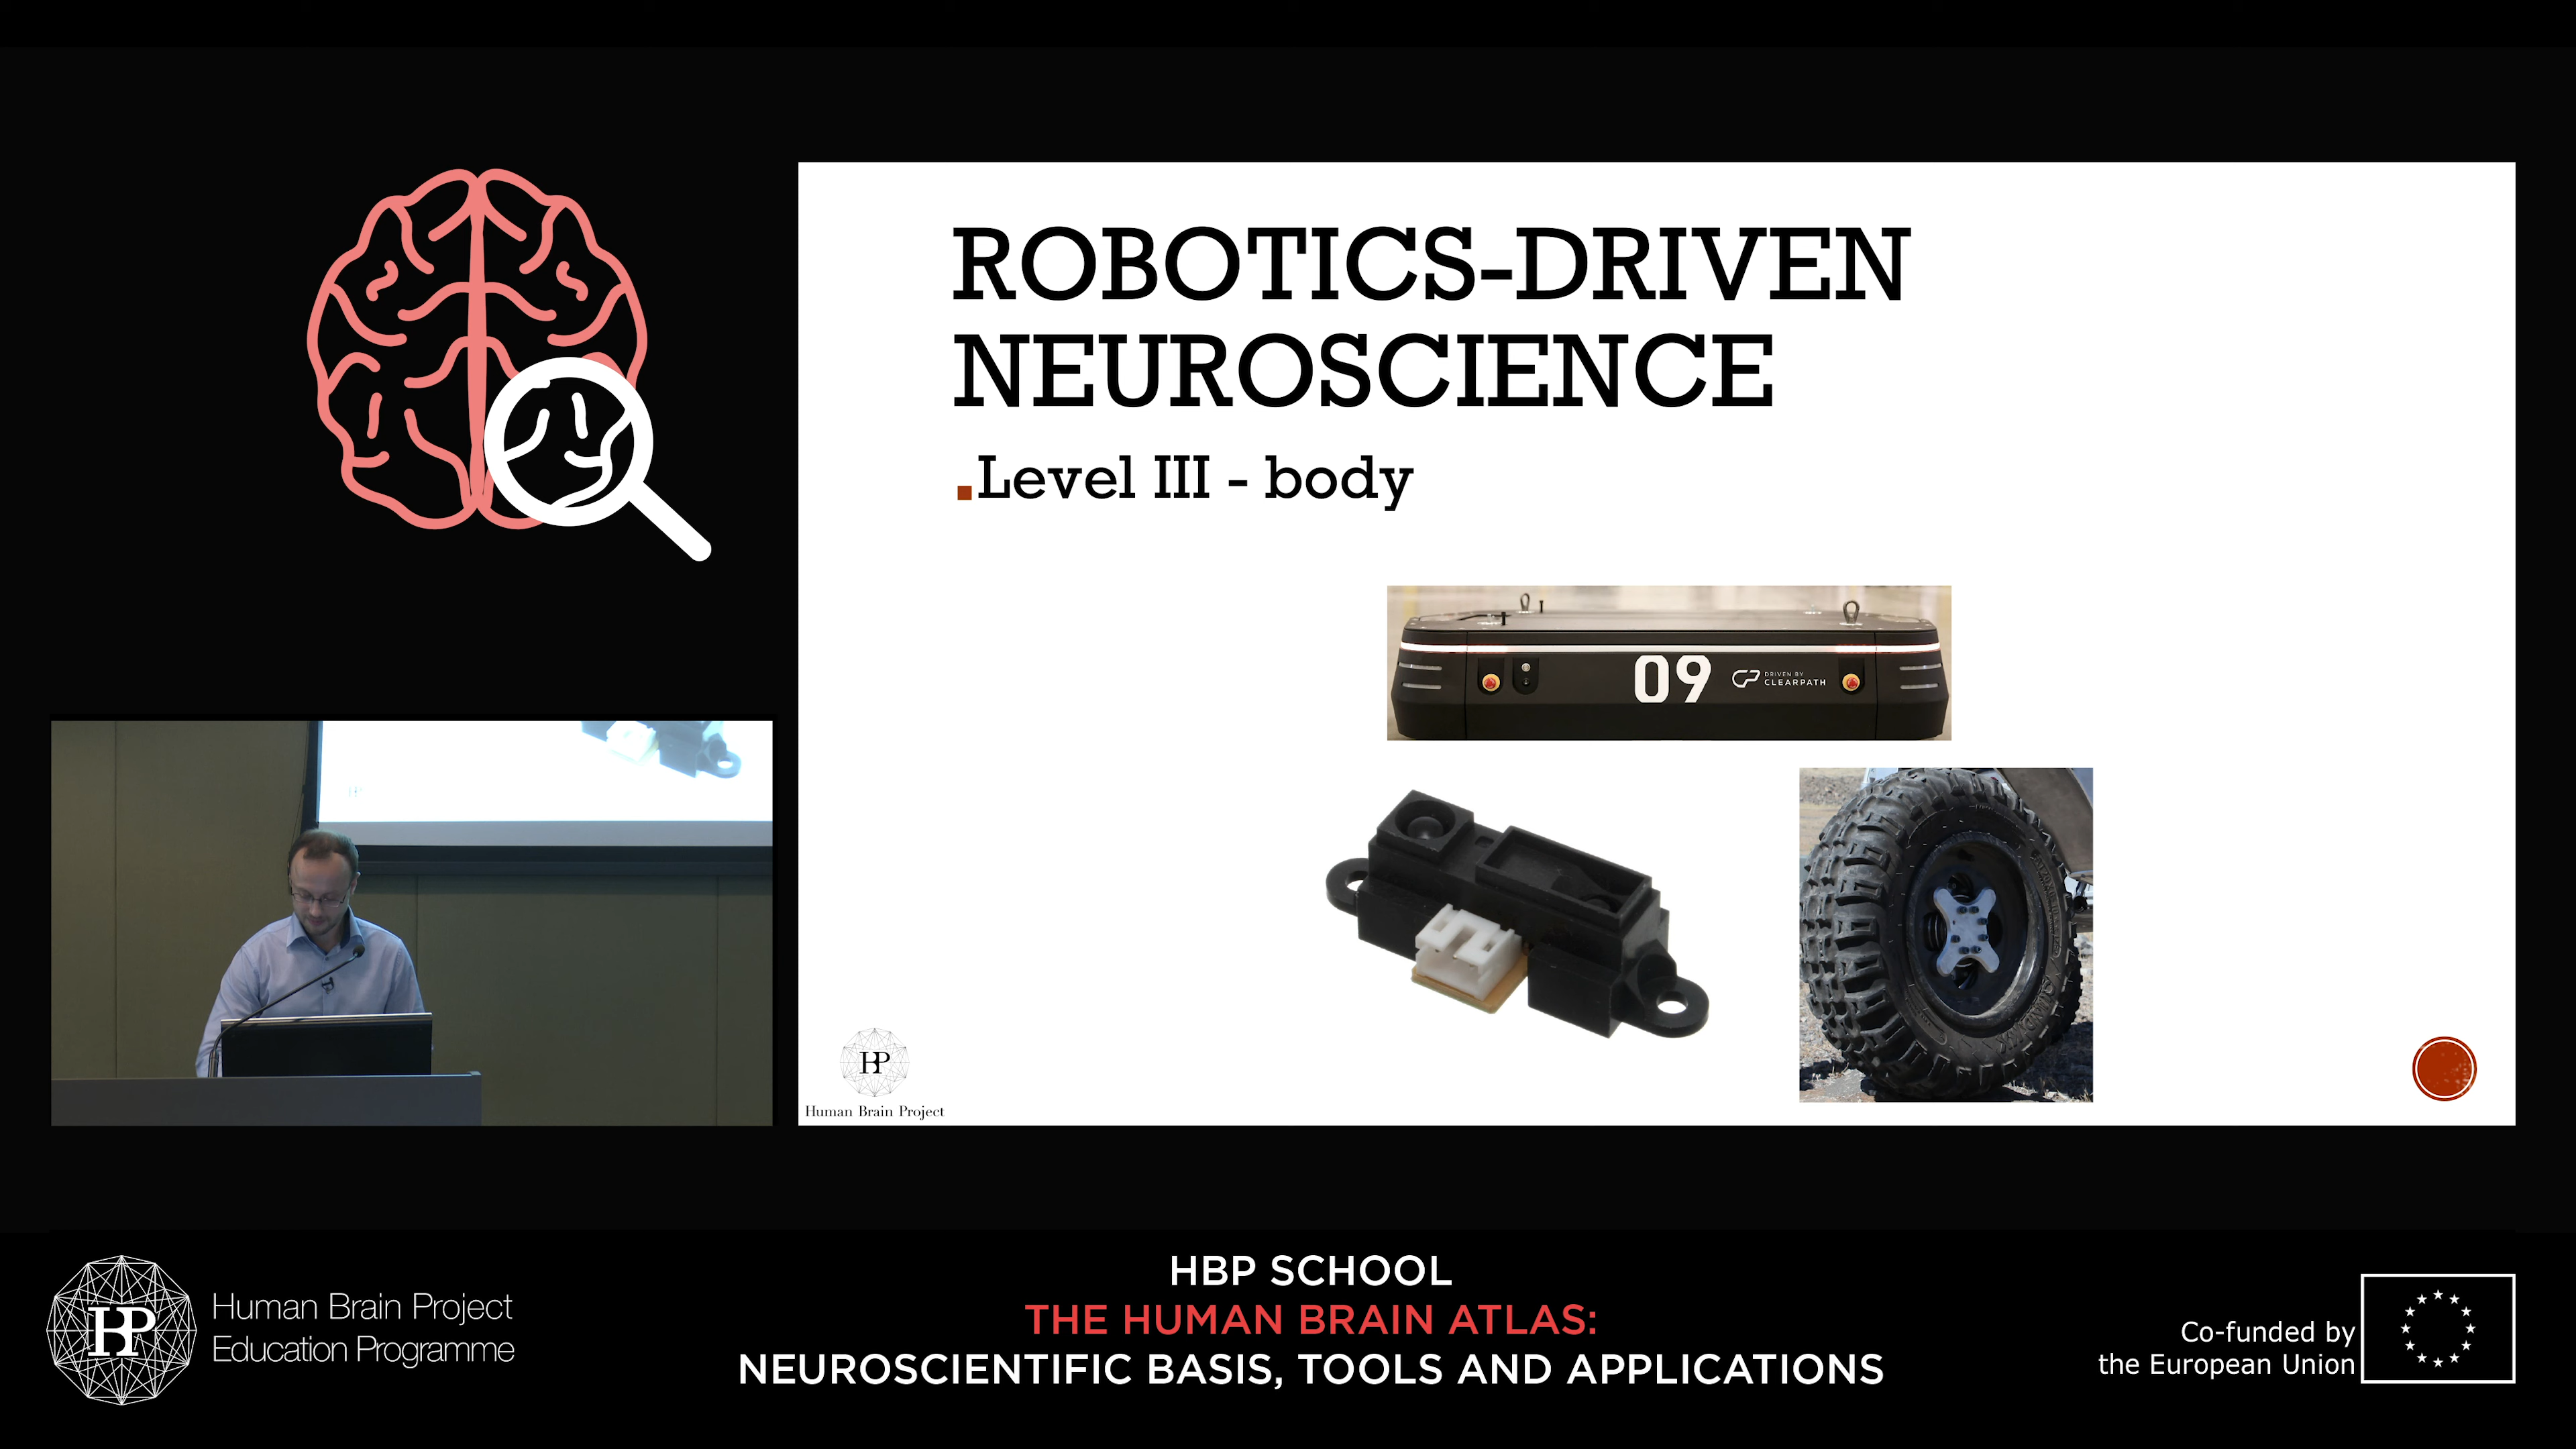 ROBOTICS-DRIVEN
NEUROSCIENCE
Level III - body
09
DRIVEN BY
CLEARPATH
HP
Human Brain Project
HBP
Human Brain Project
Education Programme
HBP SCHOOL
THE HUMAN BRAIN ATLAS:
NEUROSCIENTIFIC BASIS, TOOLS AND APPLICATIONS
Co-funded by
the European Union